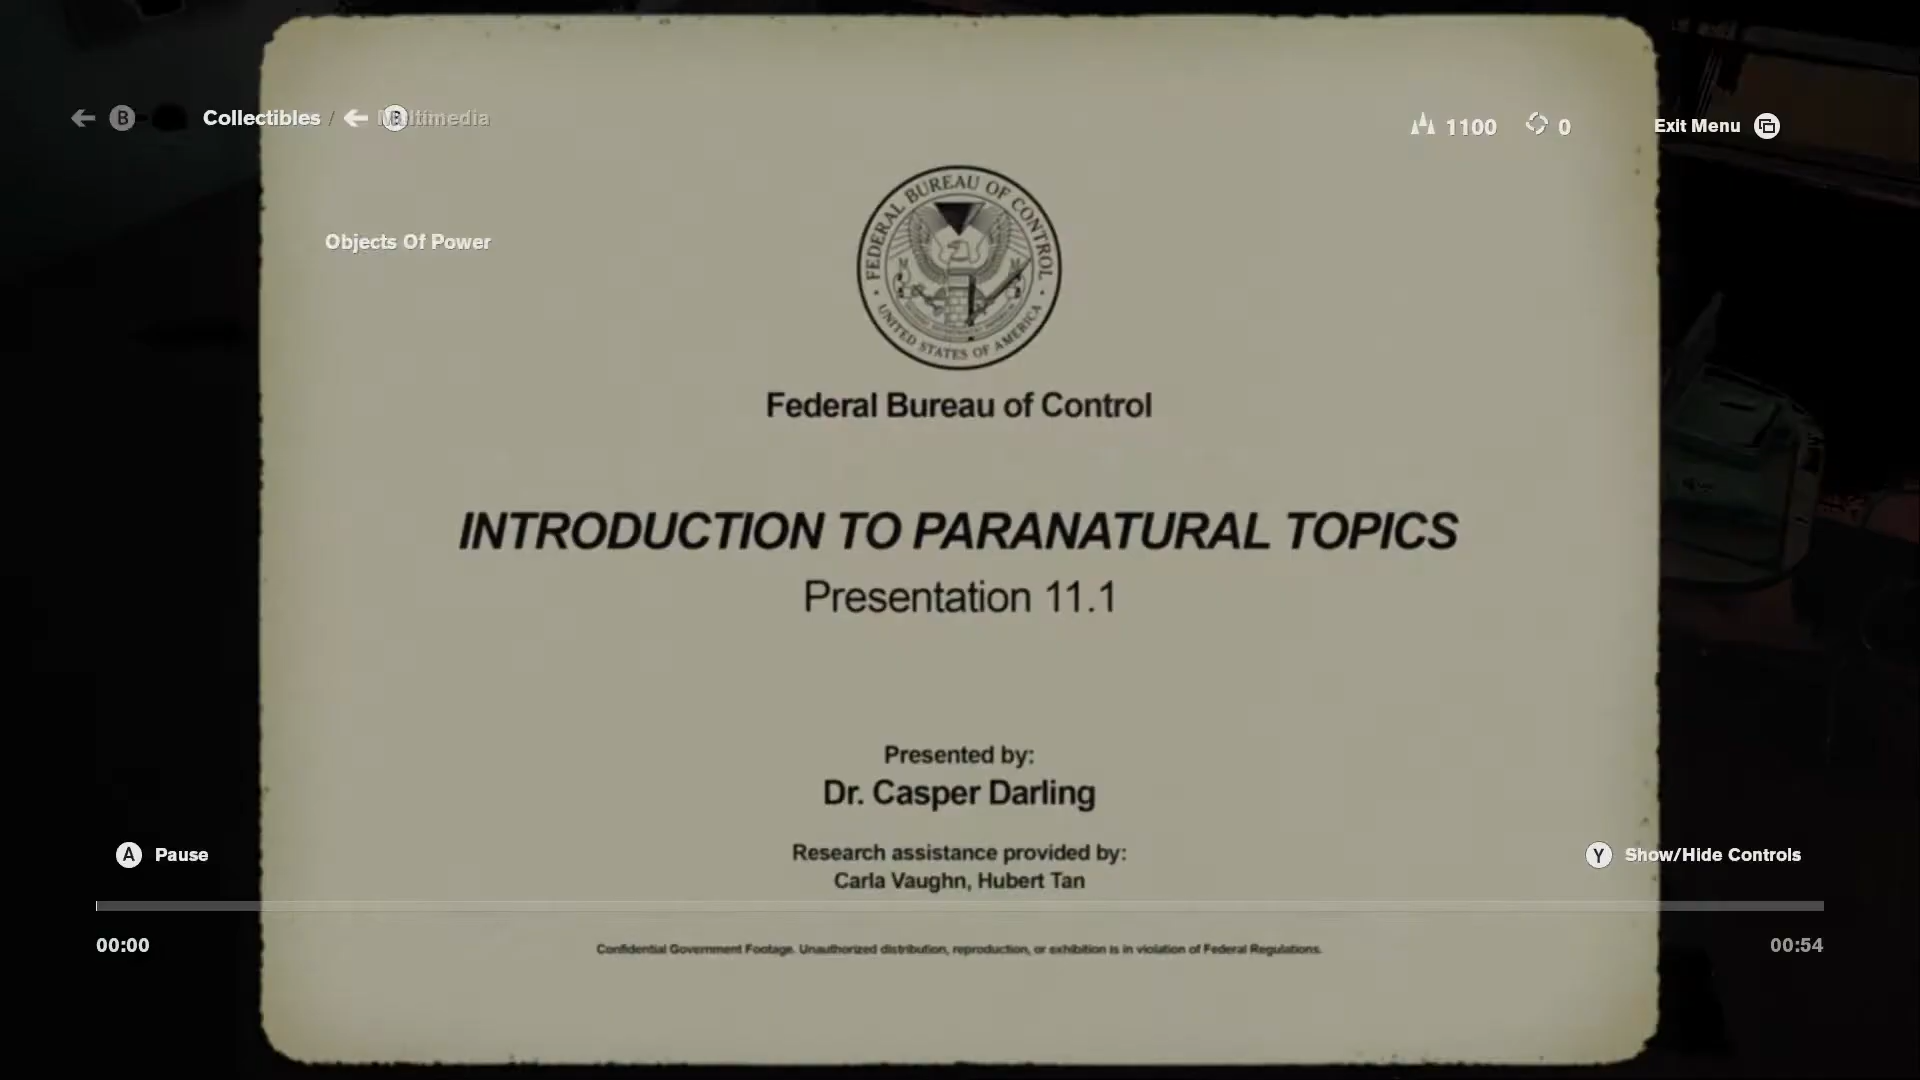 B Collectibles / B Multimedia
1100 0 Exit Menu
Objects Of Power
FEDERAL BUREAU OF CONTROL
UNITED STATES OF AMERICA
Federal Bureau of Control
INTRODUCTION TO PARANATURAL TOPICS
Presentation 11.1
Presented by:
Dr. Casper Darling
Research assistance provided by:
Carla Vaughn, Hubert Tan
A Pause
Y Show/Hide Controls
00:00
00:54
Confidential Government Footage. Unauthorized distribution, reproduction, or exhibition is in violation of Federal Regulations.